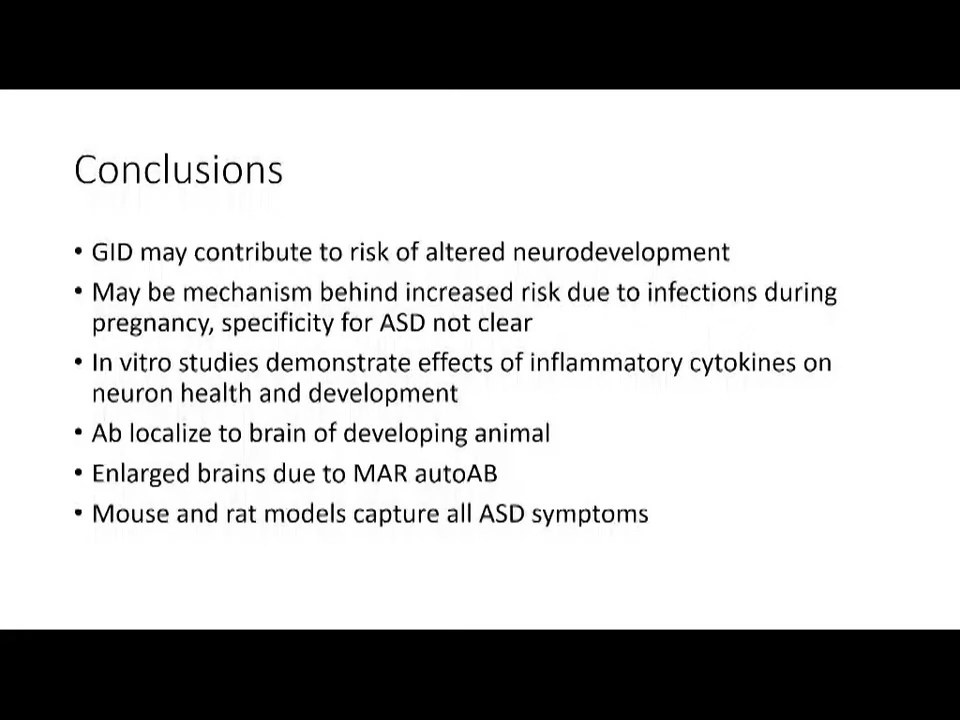 Conclusions
• GID may contribute to risk of altered neurodevelopment
• May be mechanism behind increased risk due to infections during
pregnancy, specificity for ASD not clear
• In vitro studies demonstrate effects of inflammatory cytokines on
neuron health and development
• Ab localize to brain of developing animal
• Enlarged brains due to MAR autoAB
• Mouse and rat models capture all ASD symptoms